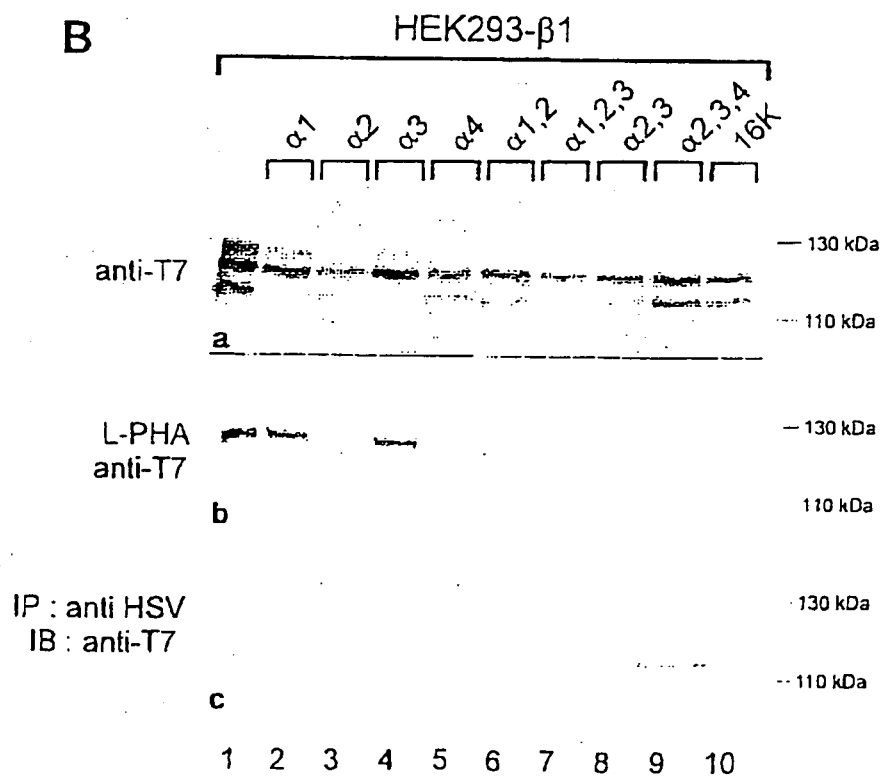 B
HEK293-β1
α1
α2
α3
α4
α1,2
α1,2,3
α2,3
α2,3,4
16K
anti-T7
130 kDa
110 kDa
a
L-PHA
anti-T7
130 kDa
110 kDa
b
IP : anti HSV
IB : anti-T7
130 kDa
110 kDa
c
1 2 3 4 5 6 7 8 9 10